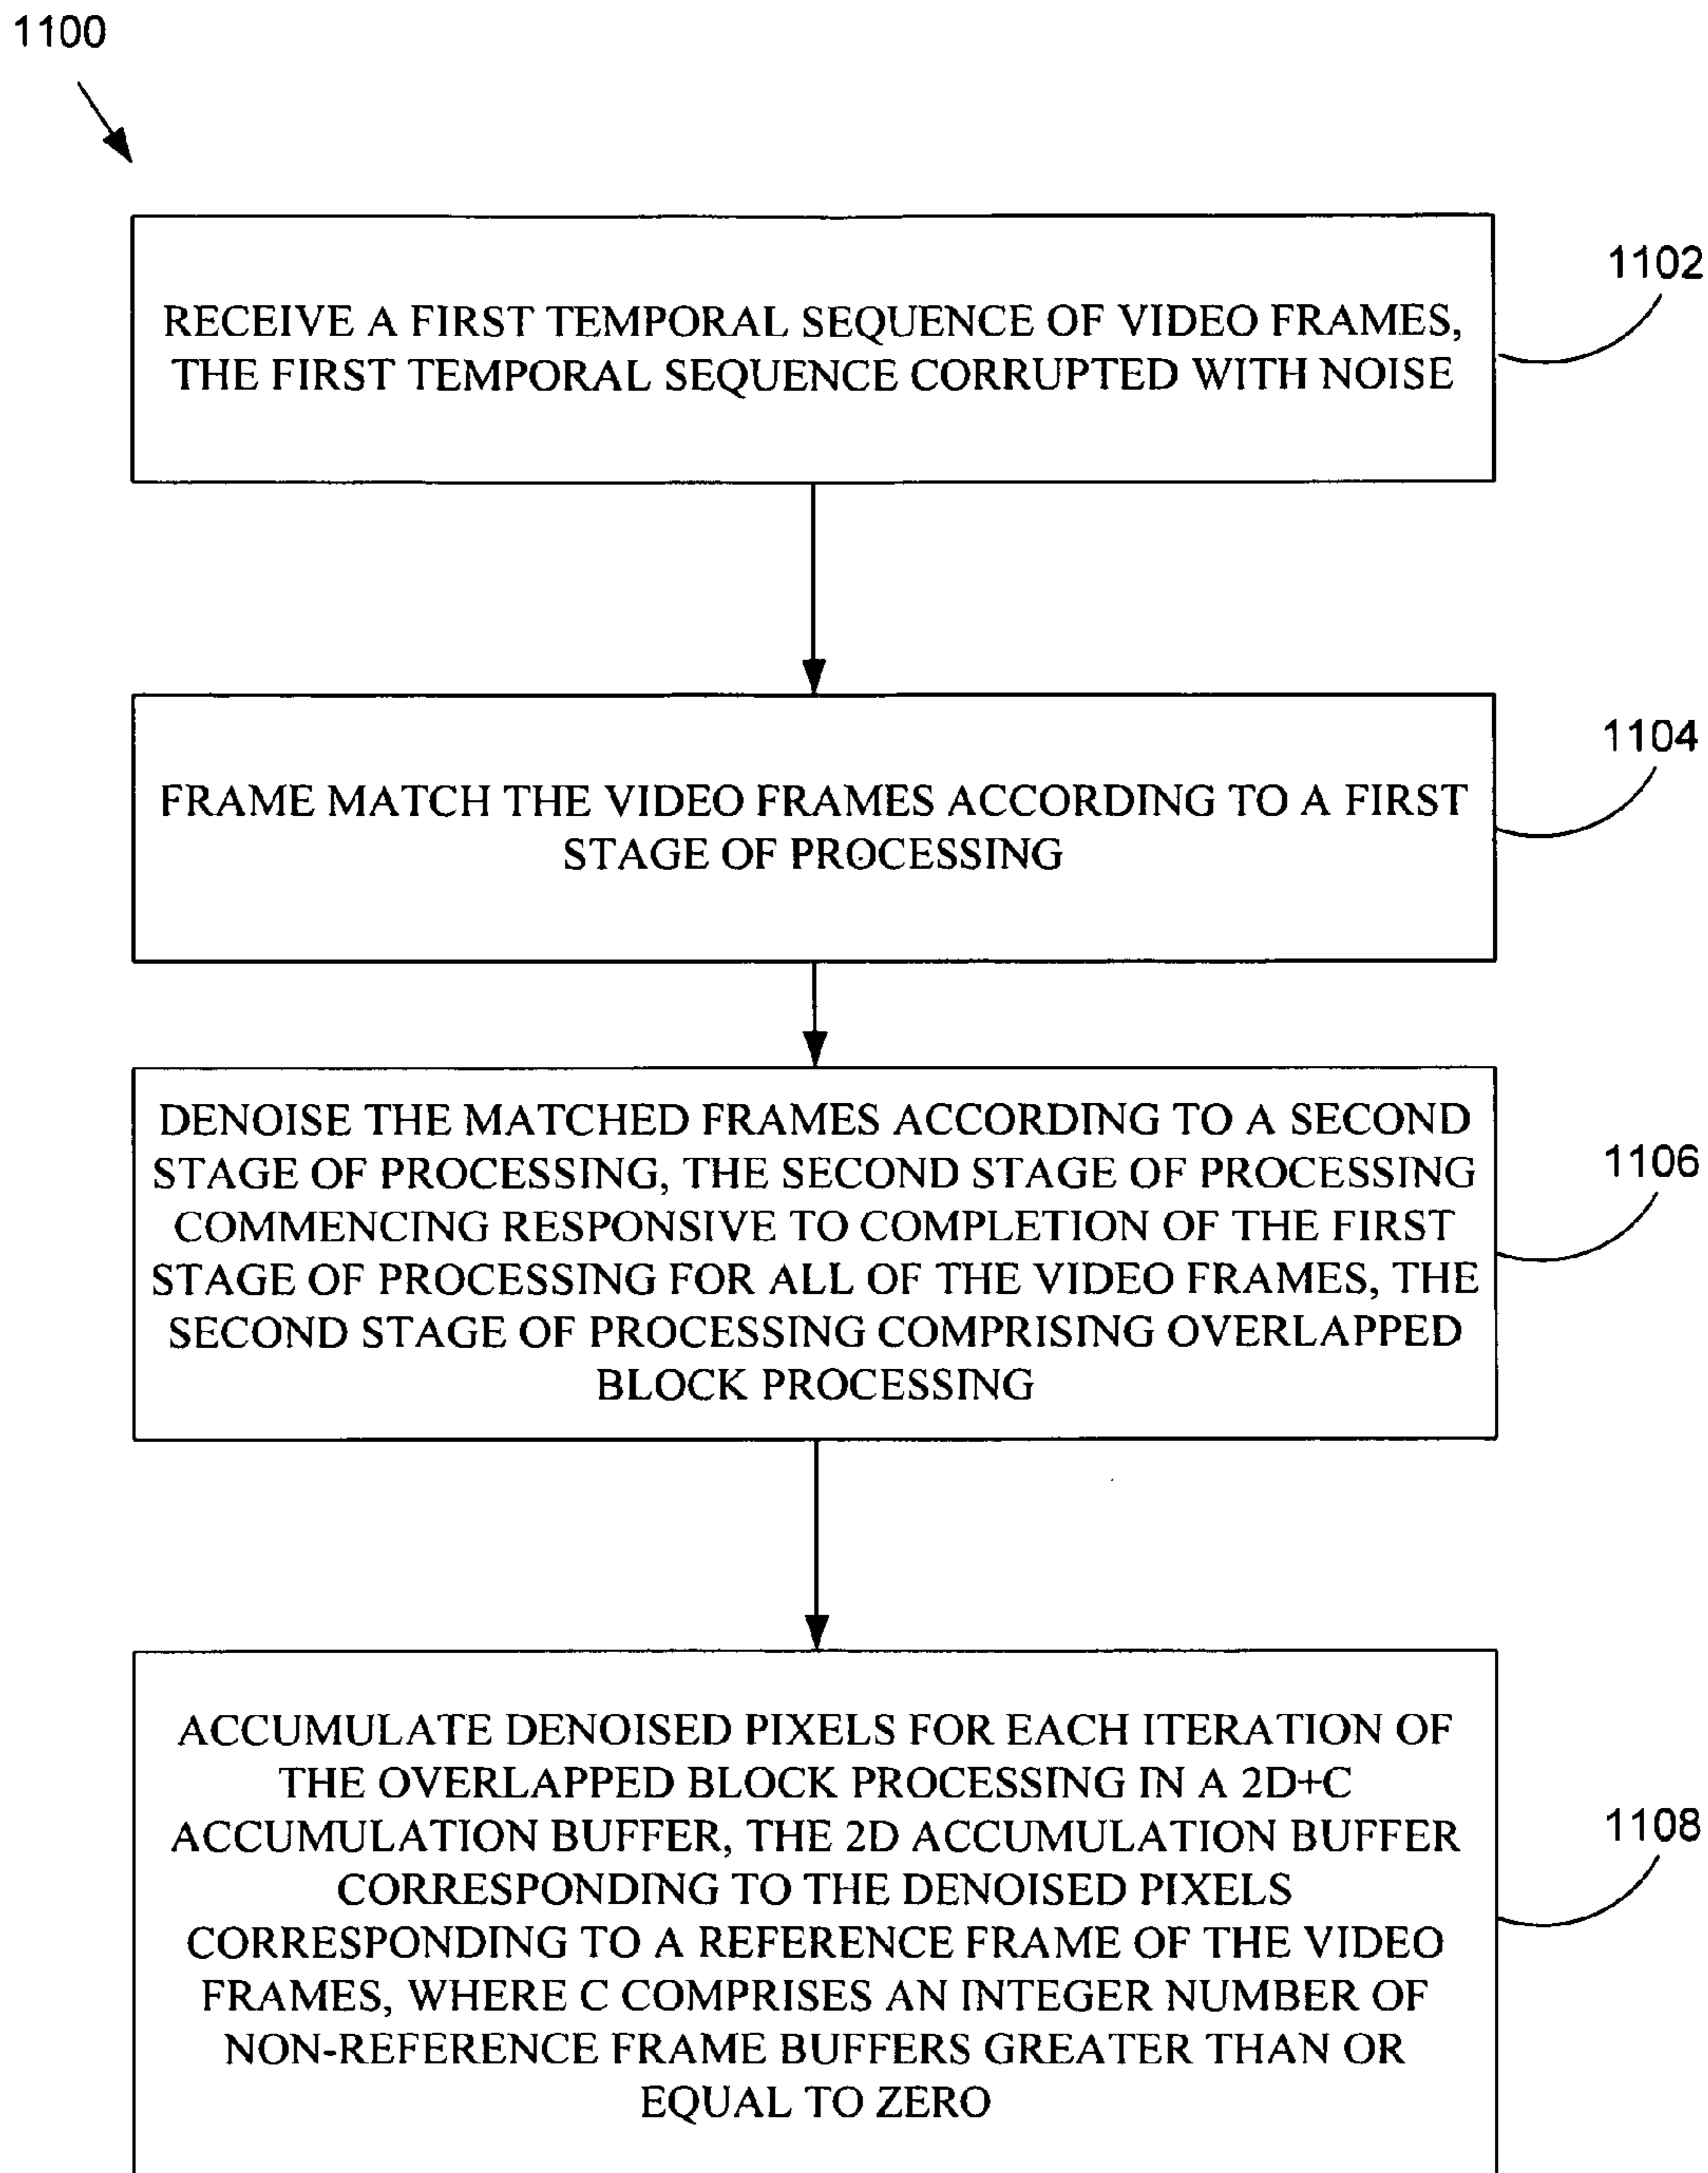 1100
RECEIVE A FIRST TEMPORAL SEQUENCE OF VIDEO FRAMES,
THE FIRST TEMPORAL SEQUENCE CORRUPTED WITH NOISE
1102
FRAME MATCH THE VIDEO FRAMES ACCORDING TO A FIRST
STAGE OF PROCESSING
1104
DENOISE THE MATCHED FRAMES ACCORDING TO A SECOND
STAGE OF PROCESSING, THE SECOND STAGE OF PROCESSING
COMMENCING RESPONSIVE TO COMPLETION OF THE FIRST
STAGE OF PROCESSING FOR ALL OF THE VIDEO FRAMES, THE
SECOND STAGE OF PROCESSING COMPRISING OVERLAPPED
BLOCK PROCESSING
1106
ACCUMULATE DENOISED PIXELS FOR EACH ITERATION OF
THE OVERLAPPED BLOCK PROCESSING IN A 2D+C
ACCUMULATION BUFFER, THE 2D ACCUMULATION BUFFER
CORRESPONDING TO THE DENOISED PIXELS
CORRESPONDING TO A REFERENCE FRAME OF THE VIDEO
FRAMES, WHERE C COMPRISES AN INTEGER NUMBER OF
NON-REFERENCE FRAME BUFFERS GREATER THAN OR
EQUAL TO ZERO
1108